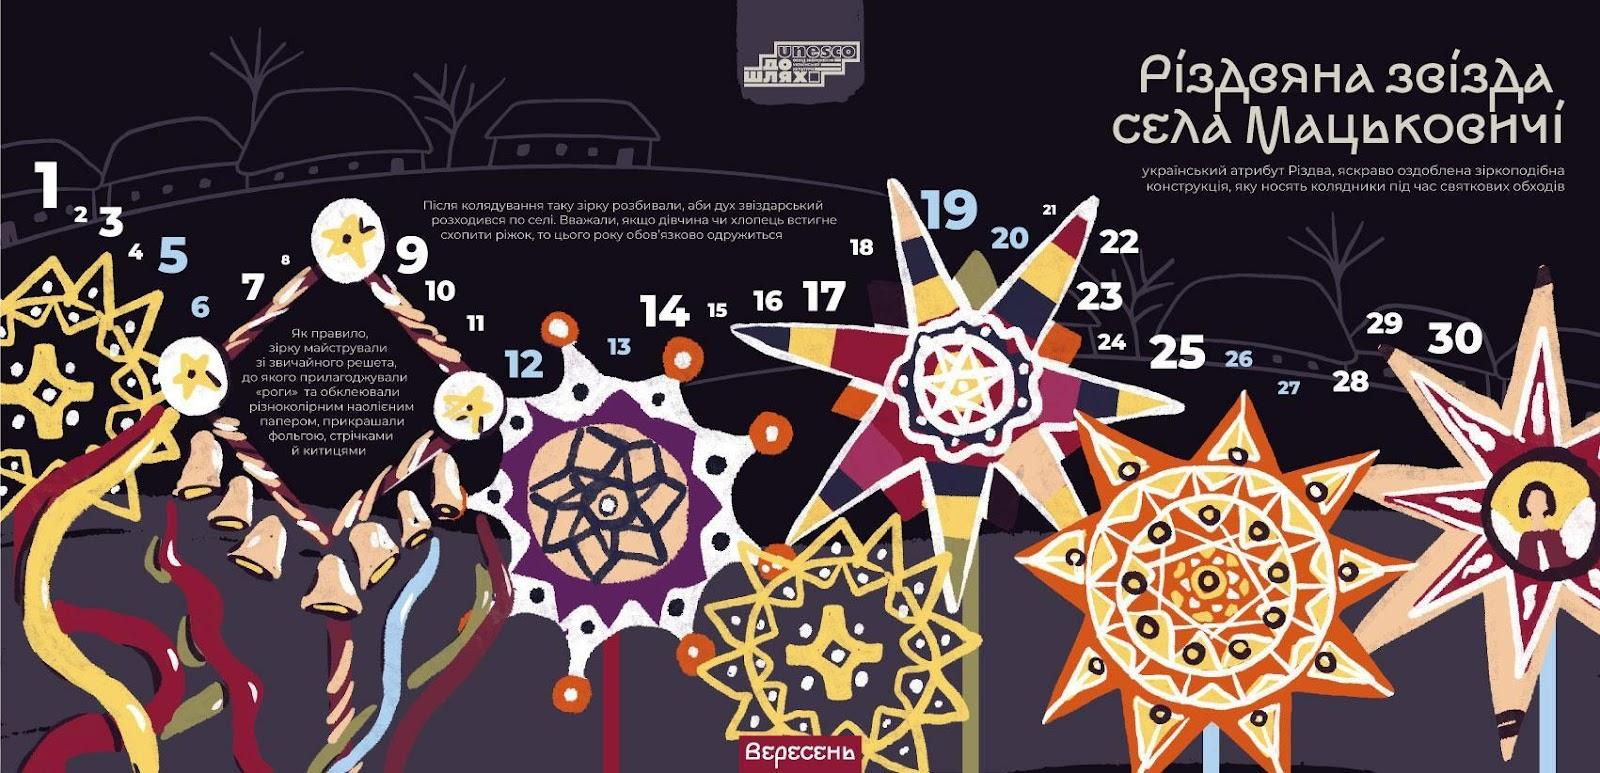 unesco
до
шлях
Різдвяна звізда
села Мацьковичі
український атрибут Різдва, яскраво оздоблена зіркоподібна
конструкція, яку носять колядники під час святкових обходів
Після колядування таку зірку розбивали, аби дух звіздарський
розходився по селі. Вважали, якщо дівчина чи хлопець встигне
схопити ріжок, то цього року обов'язково одружиться
1
2
3
4
5
6
7
8
9
10
11
12
13
14
15
16
17
18
19
20
21
22
23
24
25
26
27
28
29
30
Як правило,
зірку майстрували
зі звичайного решета,
до якого прилагоджували
«роги» та обклеювали
різноколірним наолієним
папером, прикрашали
фольгою, стрічками
й китицями
Вересень